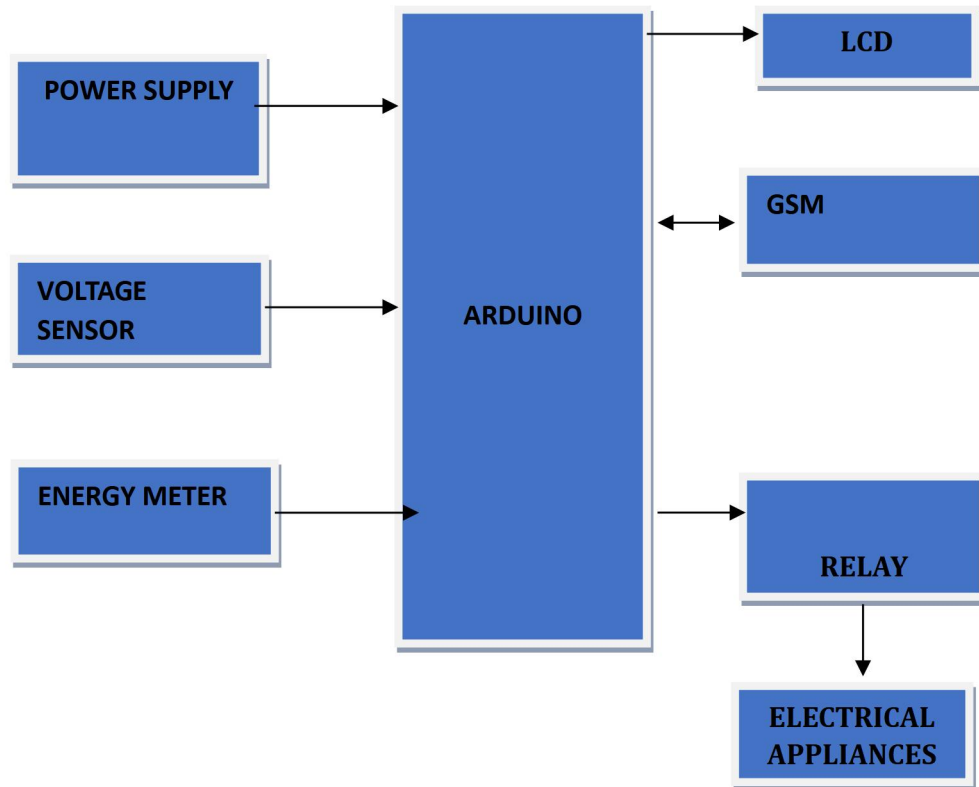 POWER SUPPLY
VOLTAGE
SENSOR
ENERGY METER
ARDUINO
LCD
GSM
RELAY
ELECTRICAL
APPLIANCES